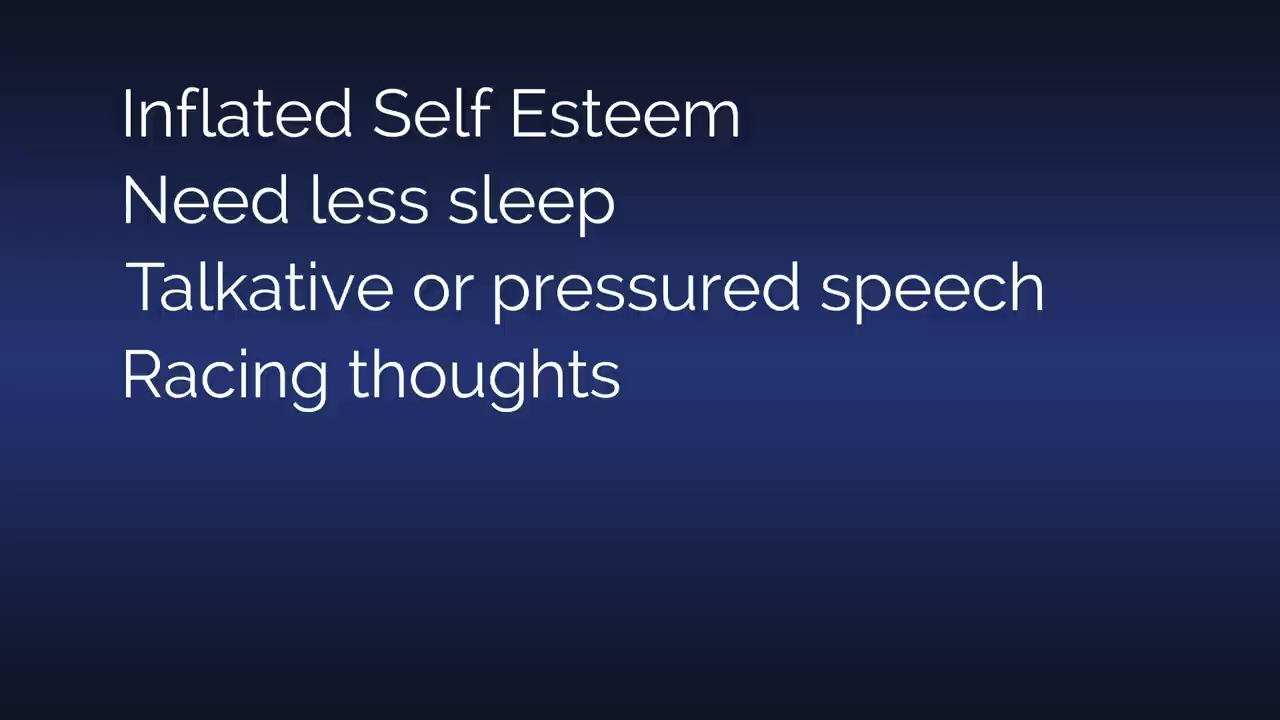 Inflated Self Esteem
Need less sleep
Talkative or pressured speech
Racing thoughts